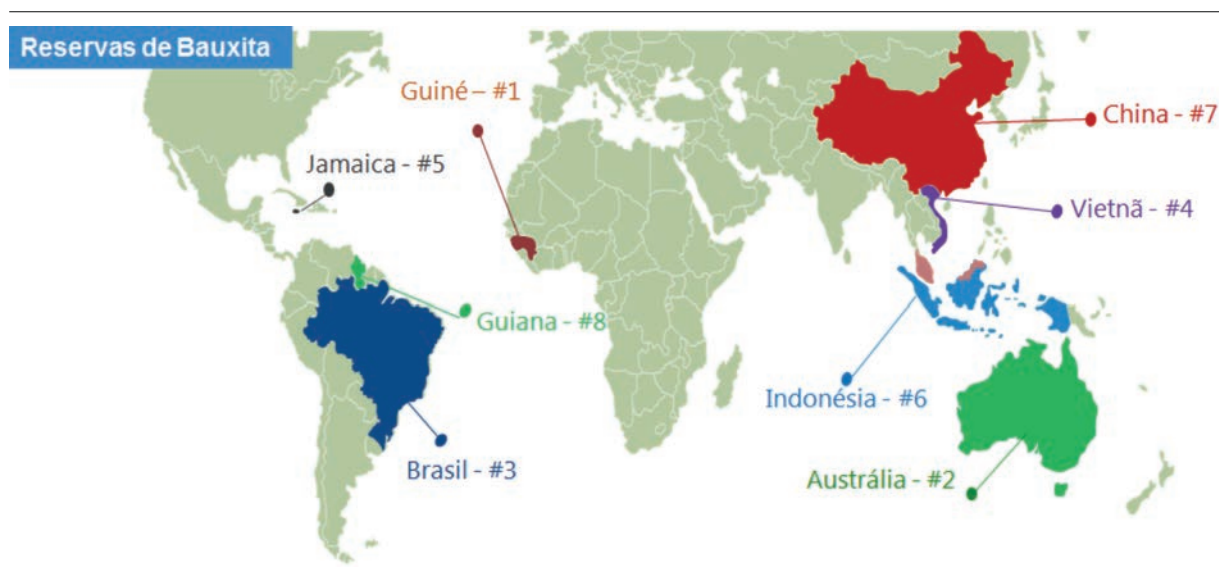 Reservas de Bauxita
Guiné – #1
China - #7
Jamaica - #5
Vietnã - #4
Guiana - #8
Indonésia - #6
Brasil - #3
Austrália - #2